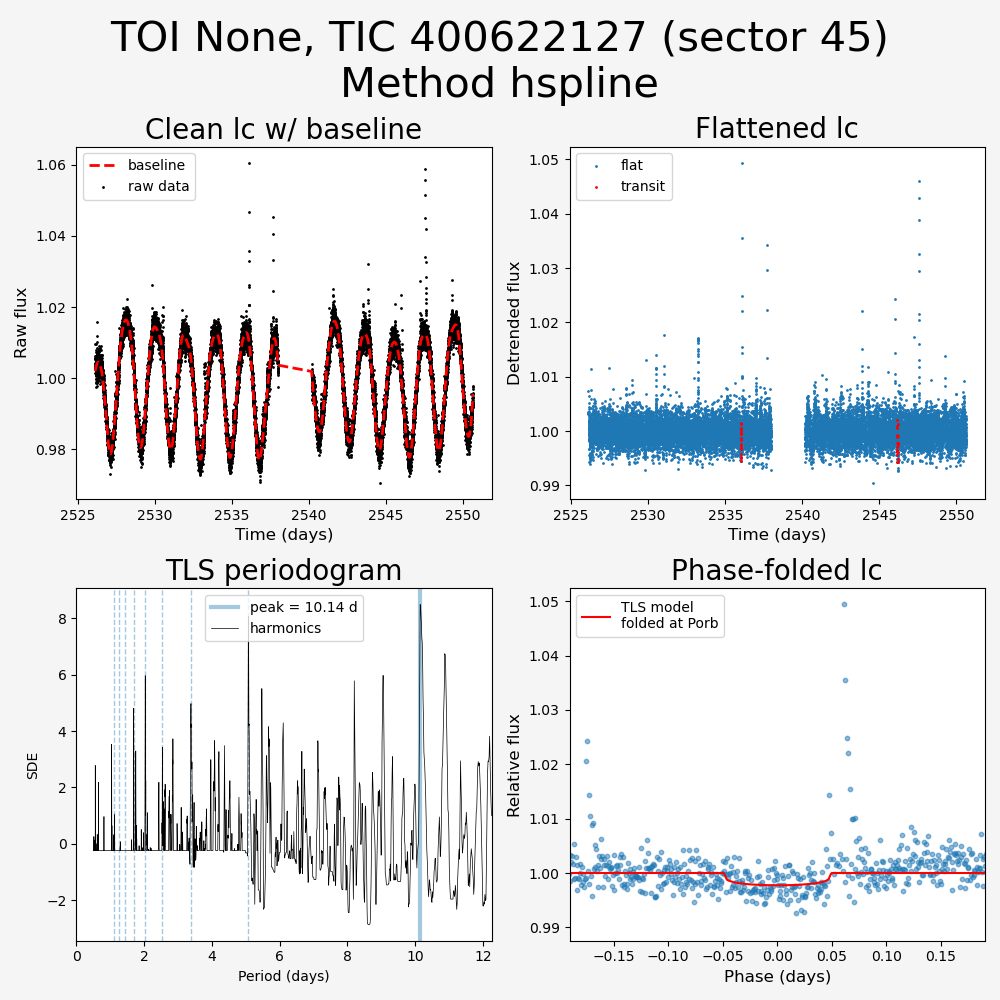 TOI None, TIC 400622127 (sector 45)
Method hspline
Clean lc w/ baseline
Raw flux
1.06
1.04
1.02
1.00
0.98
baseline
raw data
2525
2530
2535
2540
2545
2550
Time (days)
Flattened lc
Detrended flux
1.05
1.04
1.03
1.02
1.01
1.00
0.99
flat
transit
2525
2530
2535
2540
2545
2550
Time (days)
TLS periodogram
SDE
8
6
4
2
0
−2
peak = 10.14 d
harmonics
0
2
4
6
8
10
12
Period (days)
Phase-folded lc
Relative flux
1.05
1.04
1.03
1.02
1.01
1.00
0.99
TLS model
folded at Porb
−0.15
−0.10
−0.05
0.00
0.05
0.10
0.15
Phase (days)